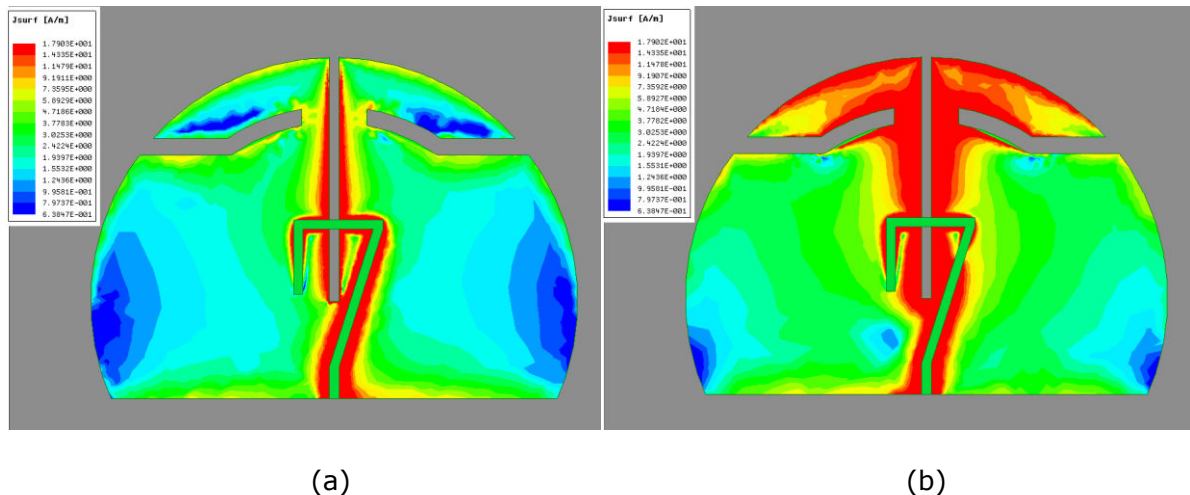 Jsurf [A/m]
1.7903E+001
1.4335E+001
1.1478E+001
9.1911E+000
7.3595E+000
5.8929E+000
4.7186E+000
3.7783E+000
3.0253E+000
2.4224E+000
1.9397E+000
1.5532E+000
1.2436E+000
9.9581E-001
7.9737E-001
6.3847E-001
Jsurf [A/m]
1.7902E+001
1.4335E+001
1.1478E+001
9.1907E+000
7.3592E+000
5.8927E+000
4.7184E+000
3.7782E+000
3.0253E+000
2.4224E+000
1.9397E+000
1.5531E+000
1.2436E+000
9.9581E-001
7.9737E-001
6.3847E-001
(a)
(b)